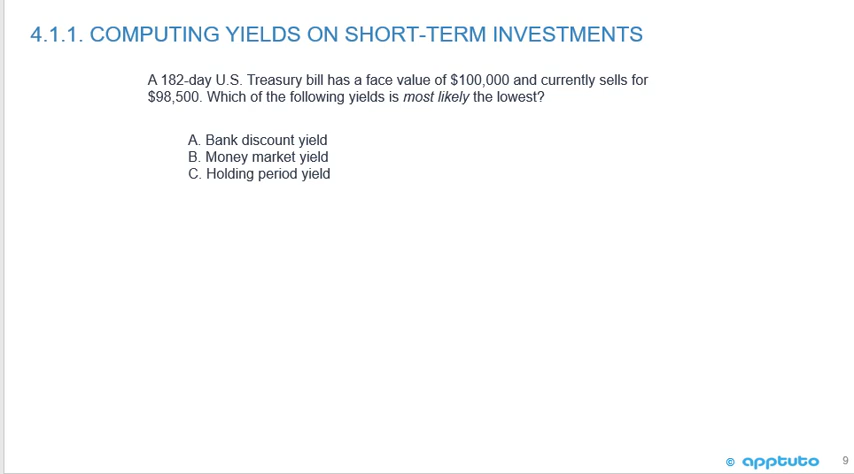 4.1.1. COMPUTING YIELDS ON SHORT-TERM INVESTMENTS
A 182-day U.S. Treasury bill has a face value of $100,000 and currently sells for
$98,500. Which of the following yields is most likely the lowest?
A. Bank discount yield
B. Money market yield
C. Holding period yield
© apptuto
9